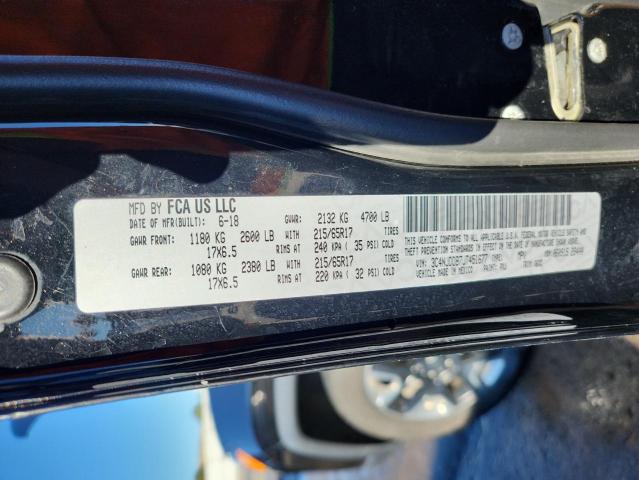 MFD BY FCA US LLC
DATE OF MFR(BUILT): 6-18 GVWR: 2132 KG 4700 LB
GAWR FRONT: 1180 KG 2600 LB WITH 215/65R17 TIRES
17X6.5 RIMS AT 240 KPA ( 35 PSI) COLD
GAWR REAR: 1080 KG 2380 LB WITH 215/65R17 TIRES
17X6.5 RIMS AT 220 KPA ( 32 PSI) COLD
THIS VEHICLE CONFORMS TO ALL APPLICABLE U.S.A. FEDERAL MOTOR VEHICLE SAFETY AND
THEFT PREVENTION STANDARDS IN EFFECT ON THE DATE OF MANUFACTURE SHOWN ABOVE.
VIN: TYPE: MPV
MADE IN MEXICO PAINT: TRIM: